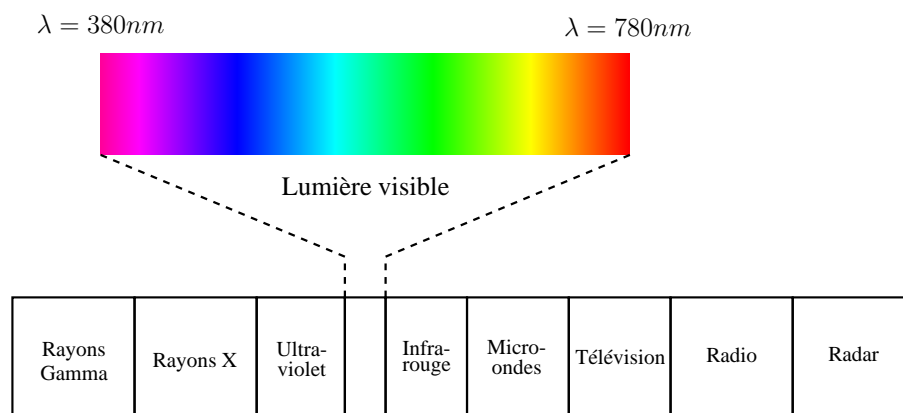 λ = 380nm
λ = 780nm
Lumière visible
Rayons
Gamma
Rayons X
Ultra-
violet
Infra-
rouge
Micro-
ondes
Télévision
Radio
Radar